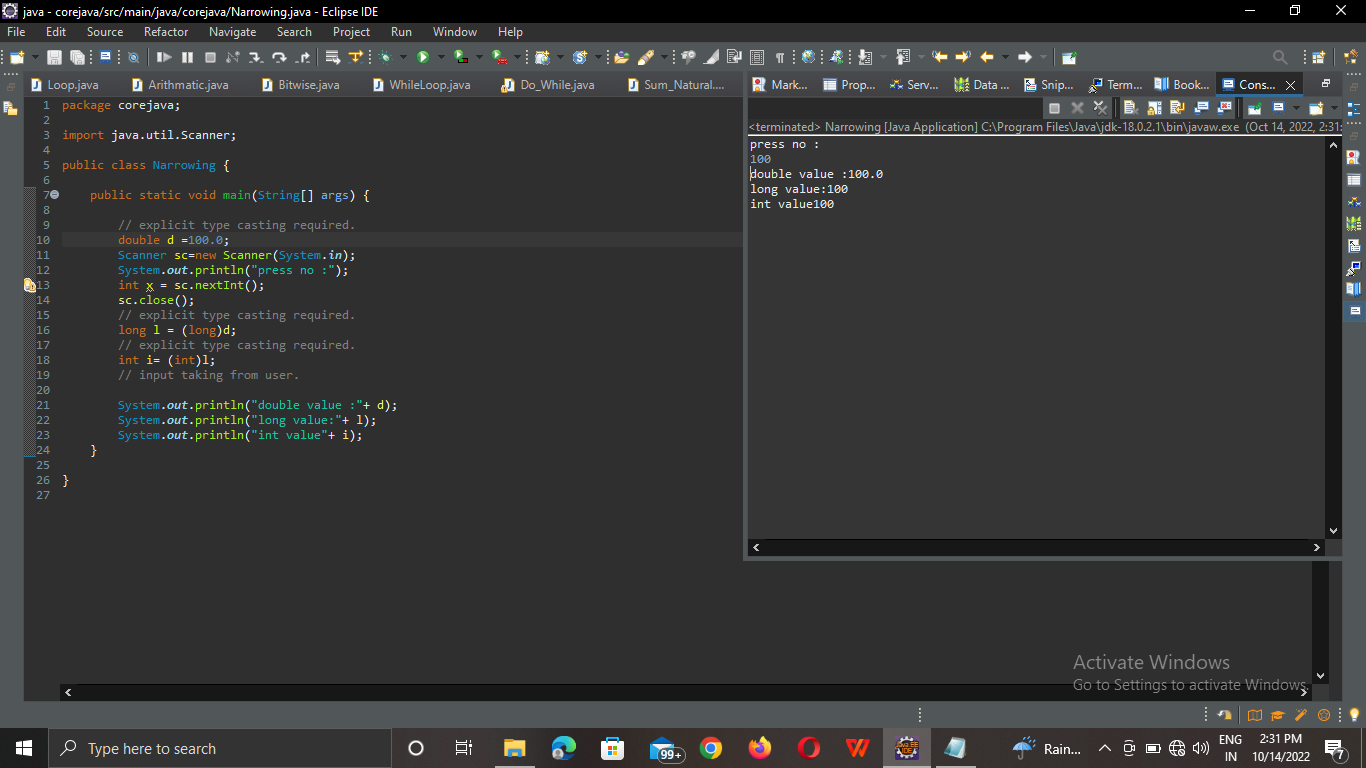 java - corejava/src/main/java/corejava/Narrowing.java - Eclipse IDE
File Edit Source Refactor Navigate Search Project Run Window Help
Loop.java Arithmatic.java Bitwise.java WhileLoop.java Do_While.java Sum_Natural....
1 package corejava;
2
3 import java.util.Scanner;
4
5 public class Narrowing {
6
7 public static void main(String[] args) {
8
9 // explicit type casting required.
10 double d =100.0;
11 Scanner sc=new Scanner(System.in);
12 System.out.println("press no :");
13 int x = sc.nextInt();
14 sc.close();
15 // explicit type casting required.
16 long l = (long)d;
17 // explicit type casting required.
18 int i= (int)l;
19 // input taking from user.
20
21 System.out.println("double value :"+ d);
22 System.out.println("long value:"+ l);
23 System.out.println("int value"+ i);
24 }
25
26 }
27
Mark... Prop... Serv... Data ... Snip... Term... Book... Cons...
<terminated> Narrowing [Java Application] C:\Program Files\Java\jdk-18.0.2.1\bin\javaw.exe (Oct 14, 2022, 2:31:
press no :
100
double value :100.0
long value:100
int value100
Activate Windows
Go to Settings to activate Windows.
Type here to search
99+
JAVA EE
IDE
Rain...
ENG
IN
2:31 PM
10/14/2022
7